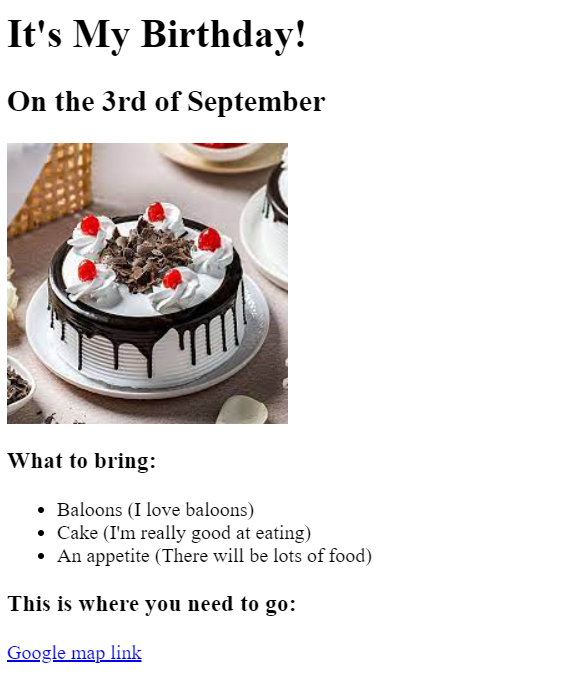 It's My Birthday!
On the 3rd of September
What to bring:
Baloons (I love baloons)
Cake (I'm really good at eating)
An appetite (There will be lots of food)
This is where you need to go:
Google map link